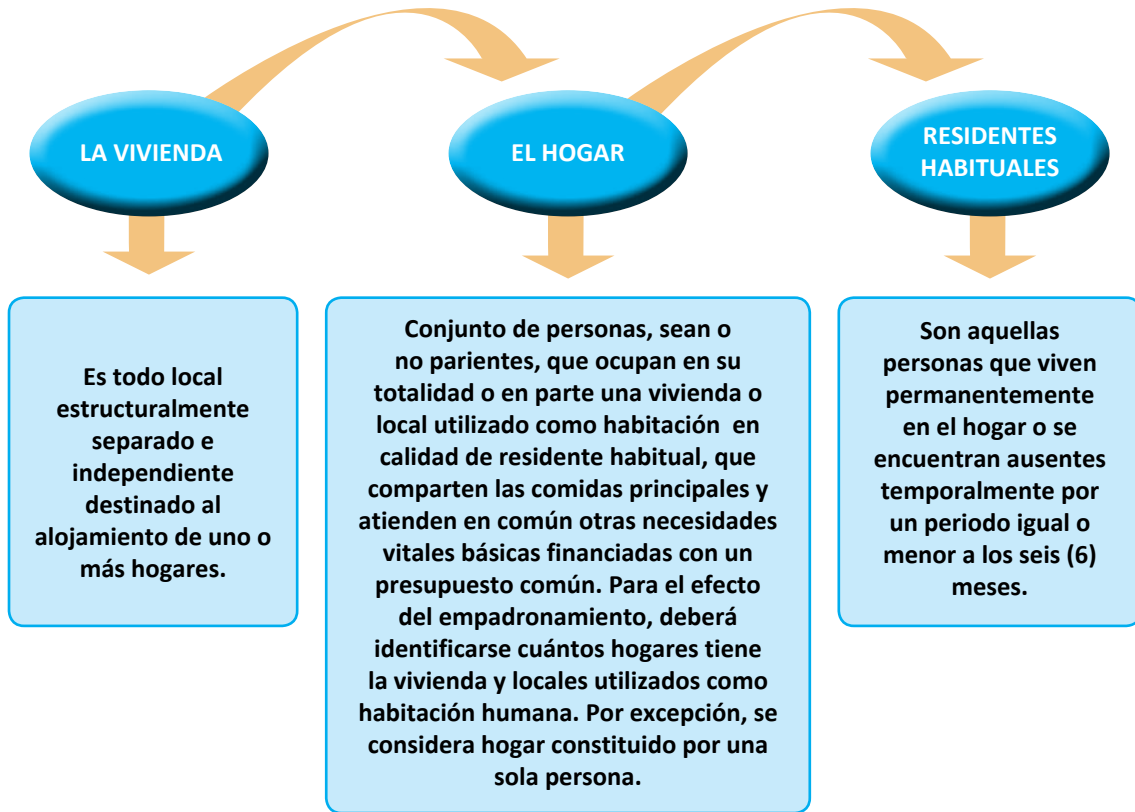 LA VIVIENDA
EL HOGAR
RESIDENTES
HABITUALES
Es todo local
estructuralmente
separado e
independiente
destinado al
alojamiento de uno o
más hogares.
Conjunto de personas, sean o
no parientes, que ocupan en su
totalidad o en parte una vivienda o
local utilizado como habitación en
calidad de residente habitual, que
comparten las comidas principales y
atienden en común otras necesidades
vitales básicas financiadas con un
presupuesto común. Para el efecto
del empadronamiento, deberá
identificarse cuántos hogares tiene
la vivienda y locales utilizados como
habitación humana. Por excepción, se
considera hogar constituido por una
sola persona.
Son aquellas
personas que viven
permanentemente
en el hogar o se
encuentran ausentes
temporalmente por
un periodo igual o
menor a los seis (6)
meses.